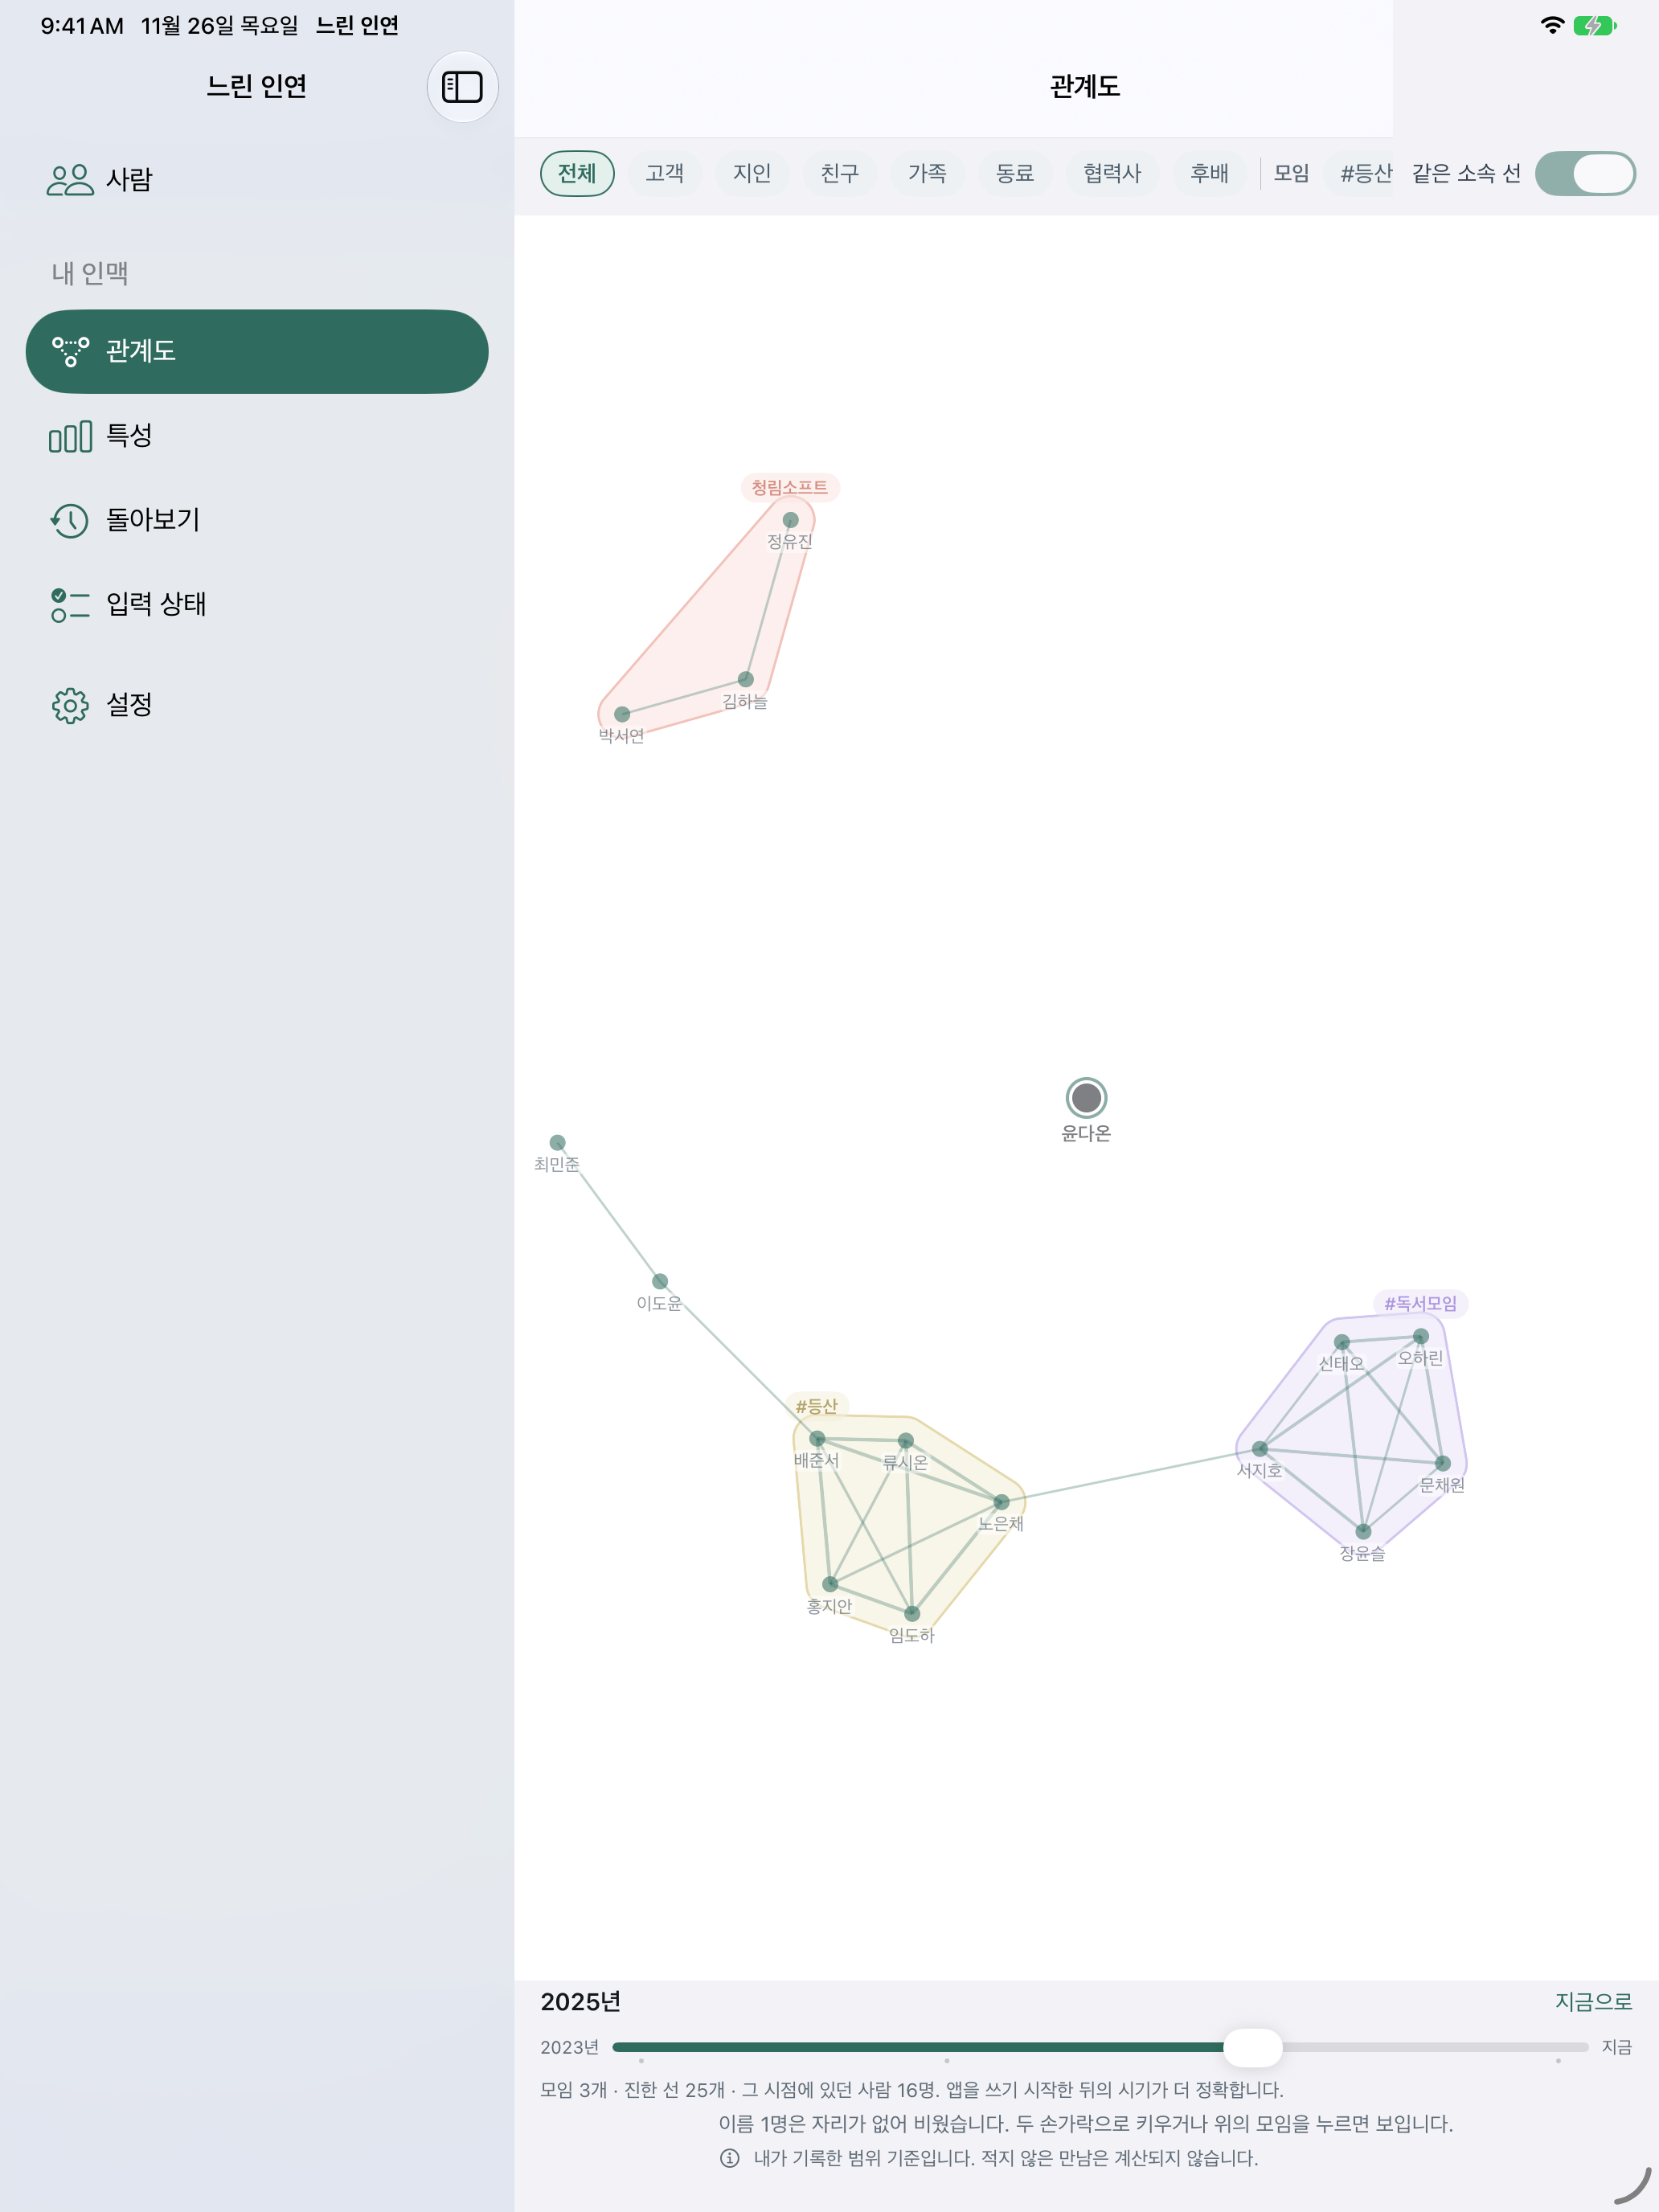 9:41 AM 11월 26일 목요일 느린 인연
느린 인연
관계도
사람
내 인맥
관계도
특성
돌아보기
입력 상태
설정
전체 고객 지인 친구 가족 동료 협력사 후배 모임 #등산 같은 소속 선
청림소프트
정유진
김하늘
박서연
윤다온
최민준
이도윤
#독서모임
신태오
오하린
#등산
배준서
류시온
서지호
문채원
노은채
장윤슬
홍지안
임도하
2025년
지금으로
2023년
지금
모임 3개 · 진한 선 25개 · 그 시점에 있던 사람 16명. 앱을 쓰기 시작한 뒤의 시기가 더 정확합니다.
이름 1명은 자리가 없어 비웠습니다. 두 손가락으로 키우거나 위의 모임을 누르면 보입니다.
내가 기록한 범위 기준입니다. 적지 않은 만남은 계산되지 않습니다.